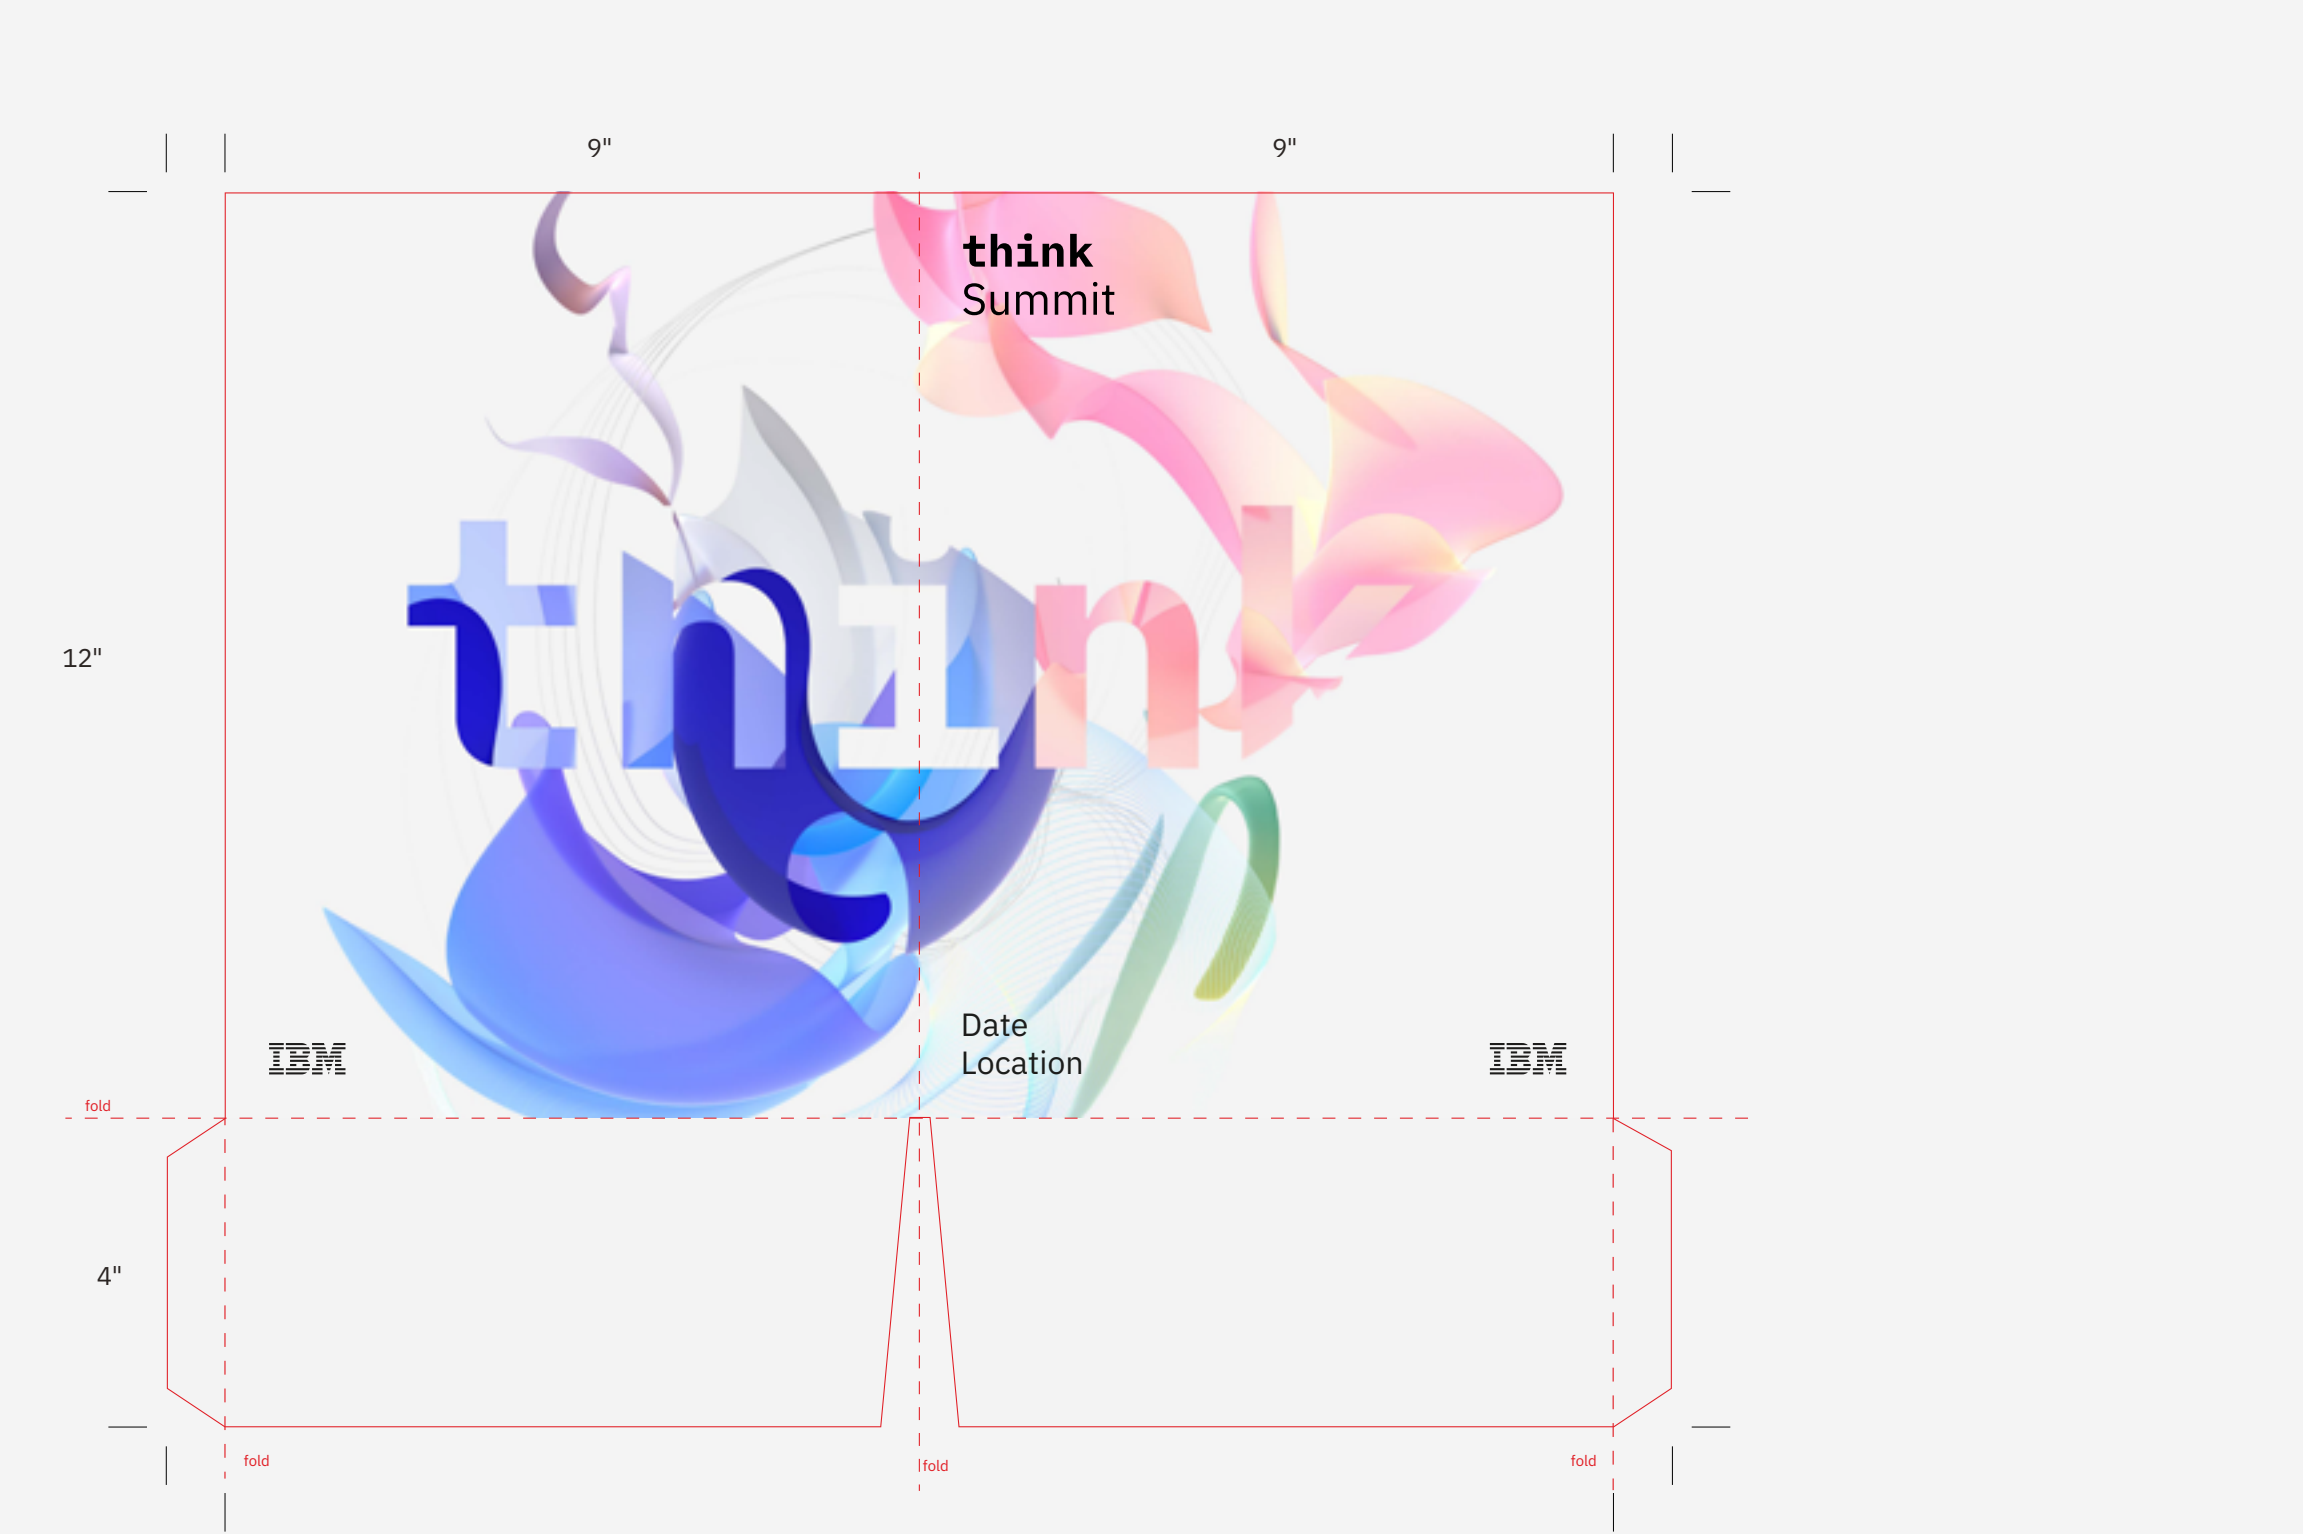 9"
9"
think
Summit
think
12"
Date
Location
IBM
IBM
fold
4"
fold
fold
fold